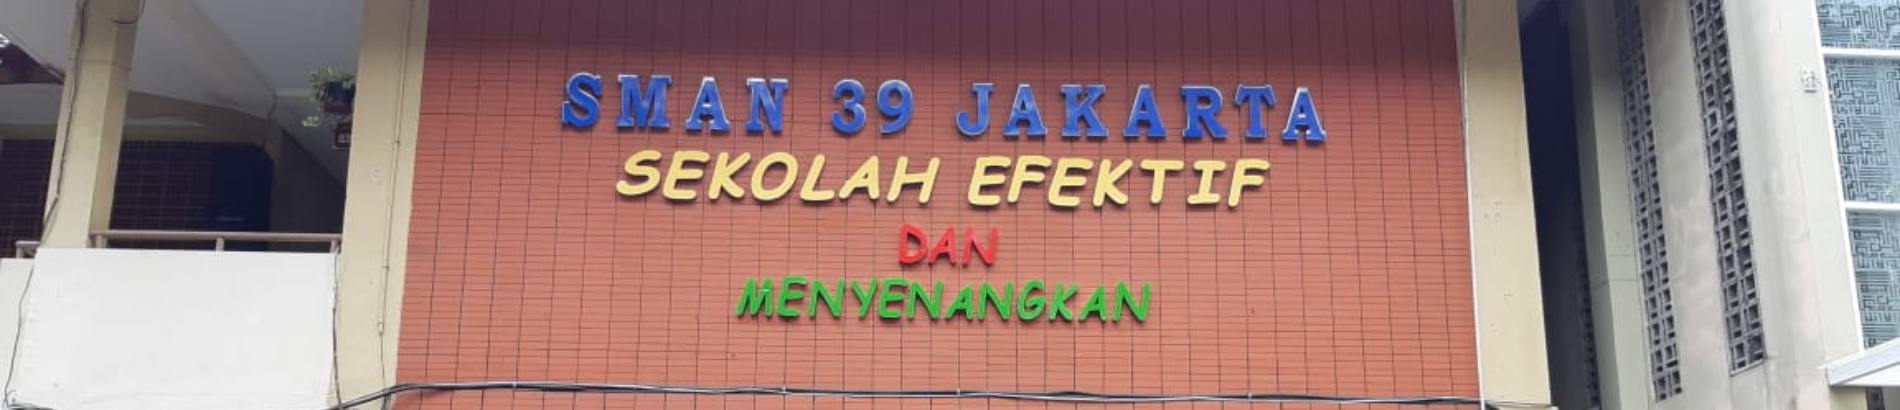 SMAN 39 JAKARTA
SEKOLAH EFEKTIF
DAN
MENYENANGKAN